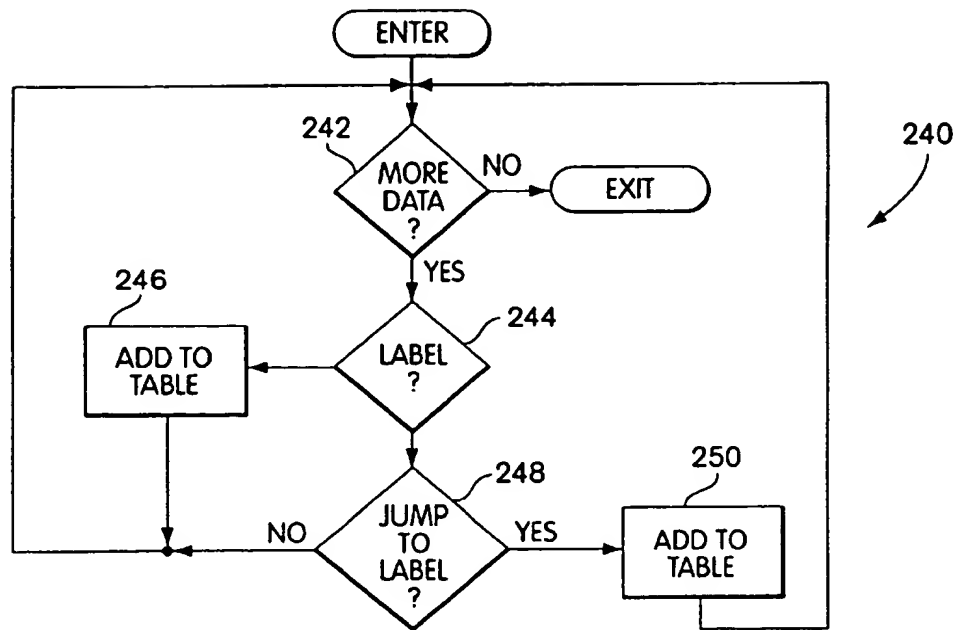 ENTER
242
MORE
DATA
?
NO
EXIT
240
YES
246
ADD TO
TABLE
244
LABEL
?
248
JUMP
TO
LABEL
?
NO
YES
250
ADD TO
TABLE